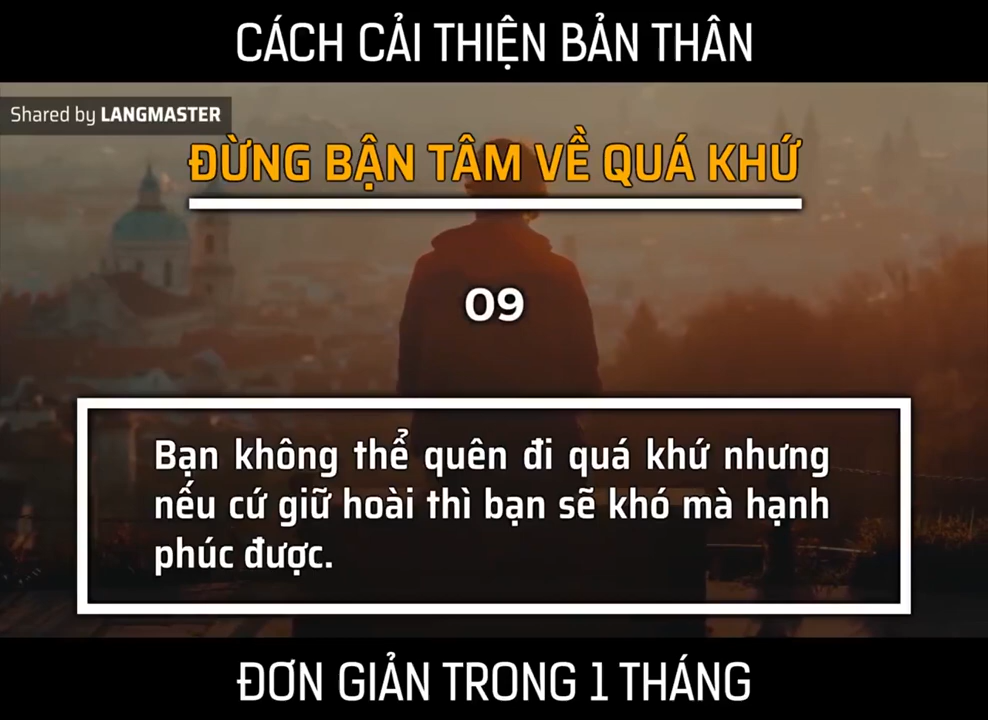 CÁCH CẢI THIỆN BẢN THÂN
Shared by LANGMASTER
ĐỪNG BẬN TÂM VỀ QUÁ KHỨ
09
Bạn không thể quên đi quá khứ nhưng
nếu cứ giữ hoài thì bạn sẽ khó mà hạnh
phúc được.
ĐƠN GIẢN TRONG 1 THÁNG